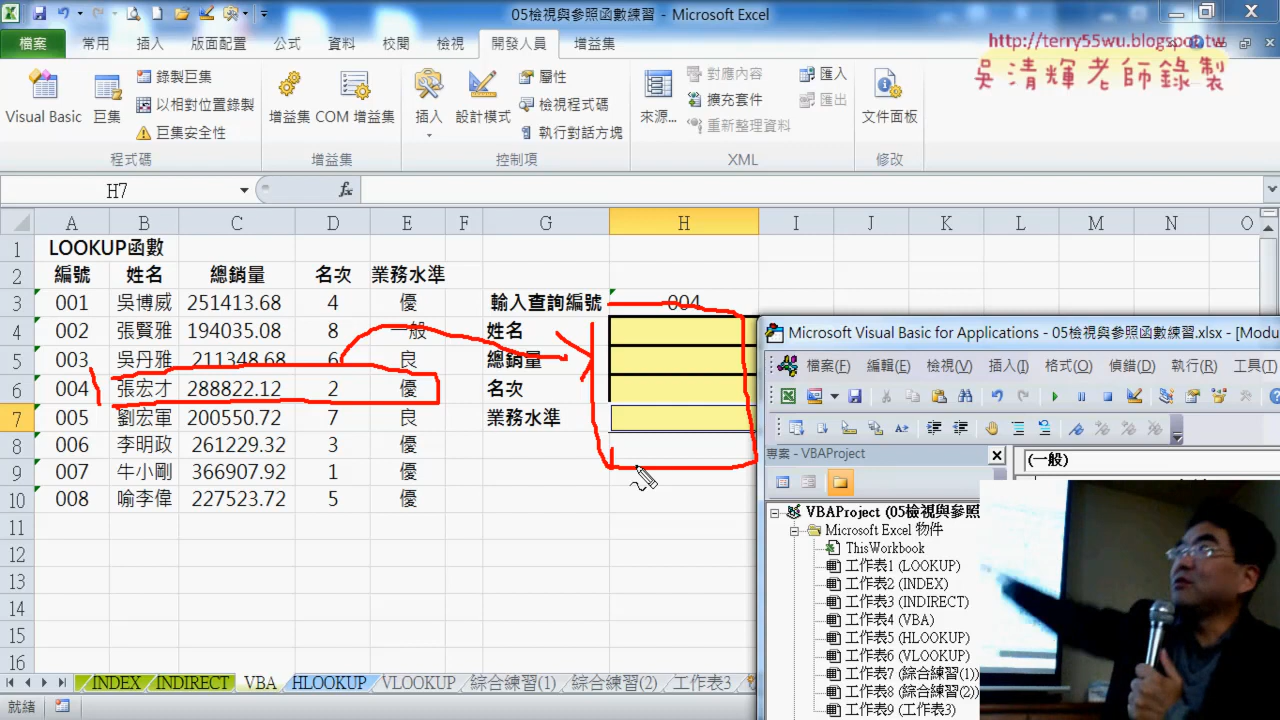 05檢視與參照函數練習 - Microsoft Excel
http://terry55wu.blogspot.tw
吳清輝老師錄製
檔案 常用 插入 版面配置 公式 資料 校閱 檢視 開發人員 增益集
Visual Basic 巨集 錄製巨集 以相對位置錄製 巨集安全性
增益集 COM 增益集
插入 設計模式 屬性 檢視程式碼 執行對話方塊
來源... 對應內容 擴充套件 重新整理資料 匯入 匯出
文件面板
程式碼 增益集 控制項 XML 修改
H7 fx
A B C D E F G H I J K L M N O
1 LOOKUP函數
2 編號 姓名 總銷量 名次 業務水準
3 001 吳博威 251413.68 4 優 輸入查詢編號 004
4 002 張賢雅 194035.08 8 一般 姓名
5 003 吳丹雅 211348.68 6 良 總銷量
6 004 張宏才 288822.12 2 優 名次
7 005 劉宏軍 200550.72 7 良 業務水準
8 006 李明政 261229.32 3 優
9 007 牛小剛 366907.92 1 優
10 008 喻李偉 227523.72 5 優
11
12
13
14
15
16
INDEX INDIRECT VBA HLOOKUP VLOOKUP 綜合練習(1) 綜合練習(2) 工作表3
就緒
Microsoft Visual Basic for Applications - 05檢視與參照函數練習.xlsx - [Modu
檔案(F) 編輯(E) 檢視(V) 插入(I) 格式(O) 偵錯(D) 執行(R) 工具(T)
專案 - VBAProject
(一般)
VBAProject (05檢視與參照
Microsoft Excel 物件
ThisWorkbook
工作表1 (LOOKUP)
工作表2 (INDEX)
工作表3 (INDIRECT)
工作表4 (VBA)
工作表5 (HLOOKUP)
工作表6 (VLOOKUP)
工作表7 (綜合練習(1))
工作表8 (綜合練習(2))
工作表9 (工作表3)